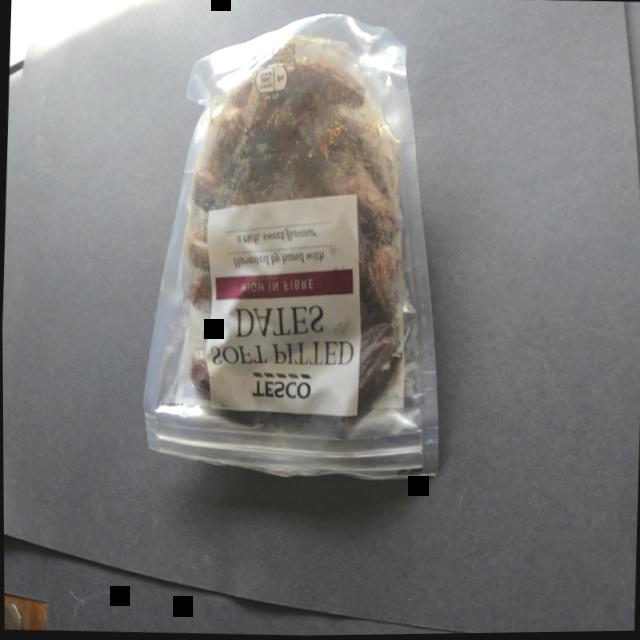 TESCO
SOFT PITTED
DATES
HIGH IN FIBRE
Harvested by hand with
a rich, sweet flavour